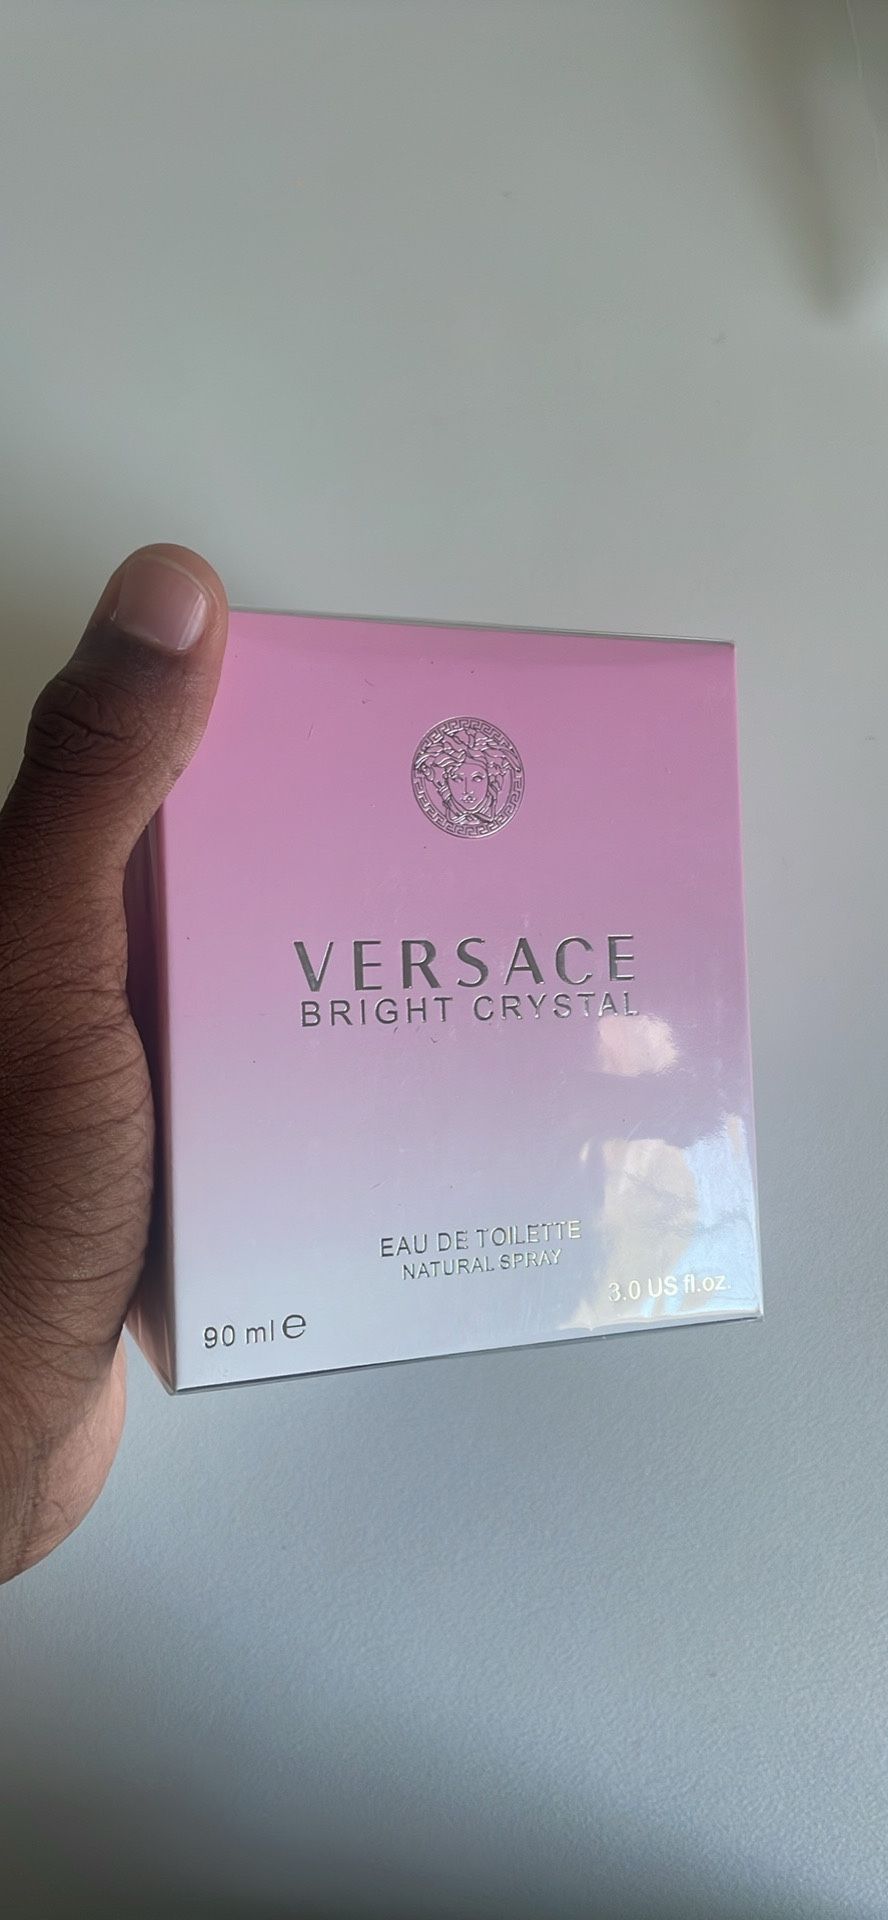 VERSACE
BRIGHT CRYSTAL
EAU DE TOILETTE
NATURAL SPRAY
90 ml e
3.0 US fl.oz.